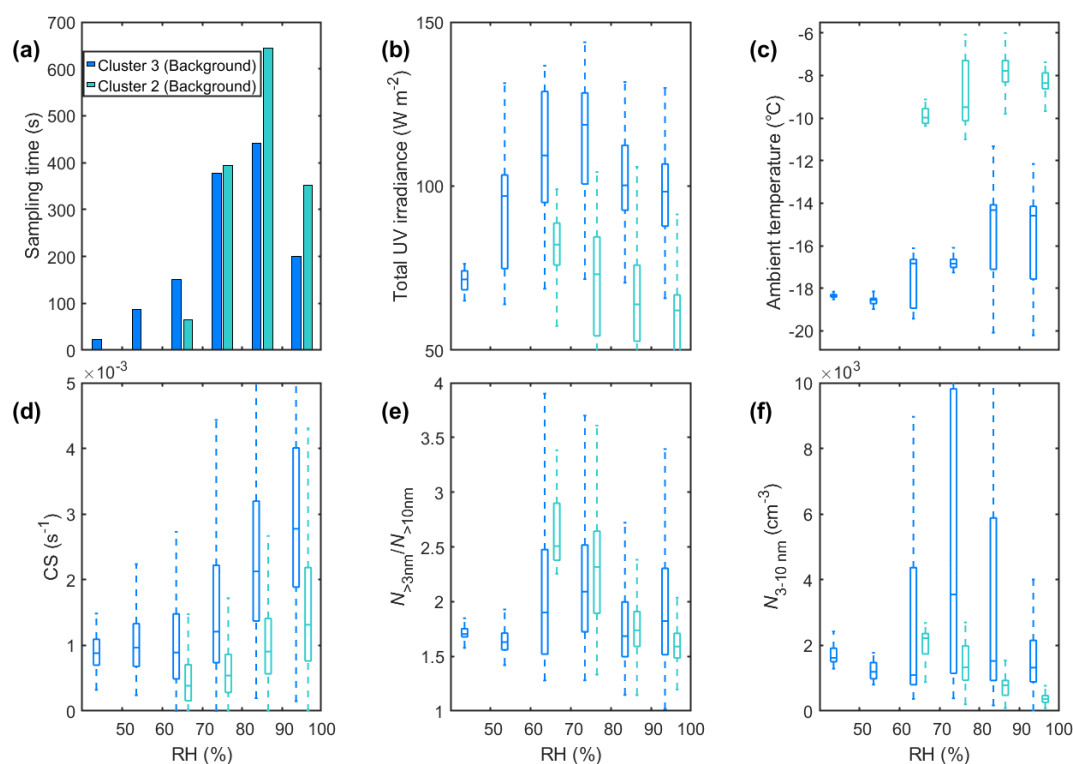 (a)
Sampling time (s)
700
600
500
400
300
200
100
0
Cluster 3 (Background)
Cluster 2 (Background)
(b)
Total UV irradiance (W m⁻²)
150
100
50
(c)
Ambient temperature (°C)
-6
-8
-10
-12
-14
-16
-18
-20
(d)
×10⁻³
CS (s⁻¹)
5
4
3
2
1
0
50 60 70 80 90 100
RH (%)
(e)
N>3nm/N>10nm
4
3.5
3
2.5
2
1.5
1
50 60 70 80 90 100
RH (%)
(f)
×10³
N3-10 nm (cm⁻³)
10
8
6
4
2
0
50 60 70 80 90 100
RH (%)